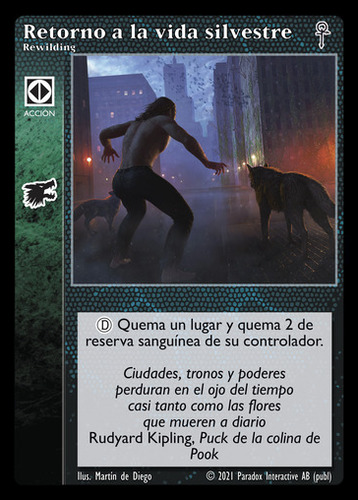 Retorno a la vida silvestre
Rewilding
ACCIÓN
D Quema un lugar y quema 2 de
reserva sanguínea de su controlador.
Ciudades, tronos y poderes
perduran en el ojo del tiempo
casi tanto como las flores
que mueren a diario
Rudyard Kipling, Puck de la colina de
Pook
Ilus. Martín de Diego © 2021 Paradox Interactive AB (publ)